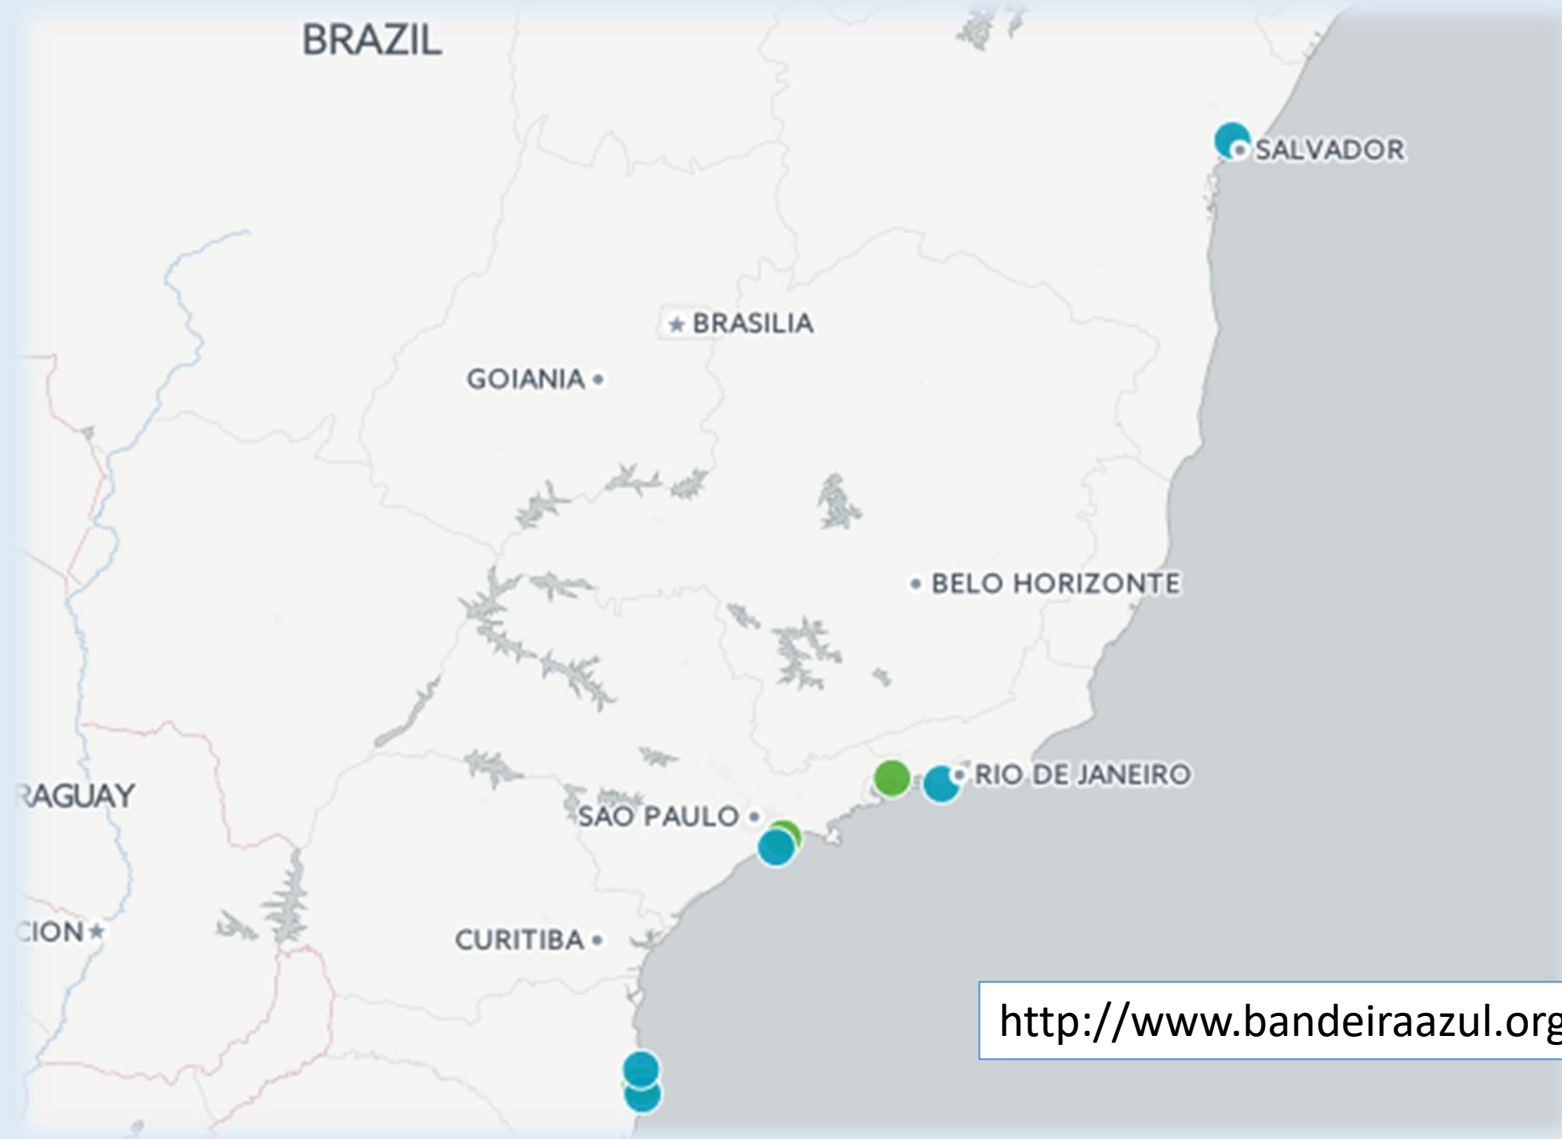 BRAZIL
SALVADOR
BRASILIA
GOIANIA
BELO HORIZONTE
RIO DE JANEIRO
RAGUAY
SAO PAULO
CION
CURITIBA
http://www.bandeiraazul.org